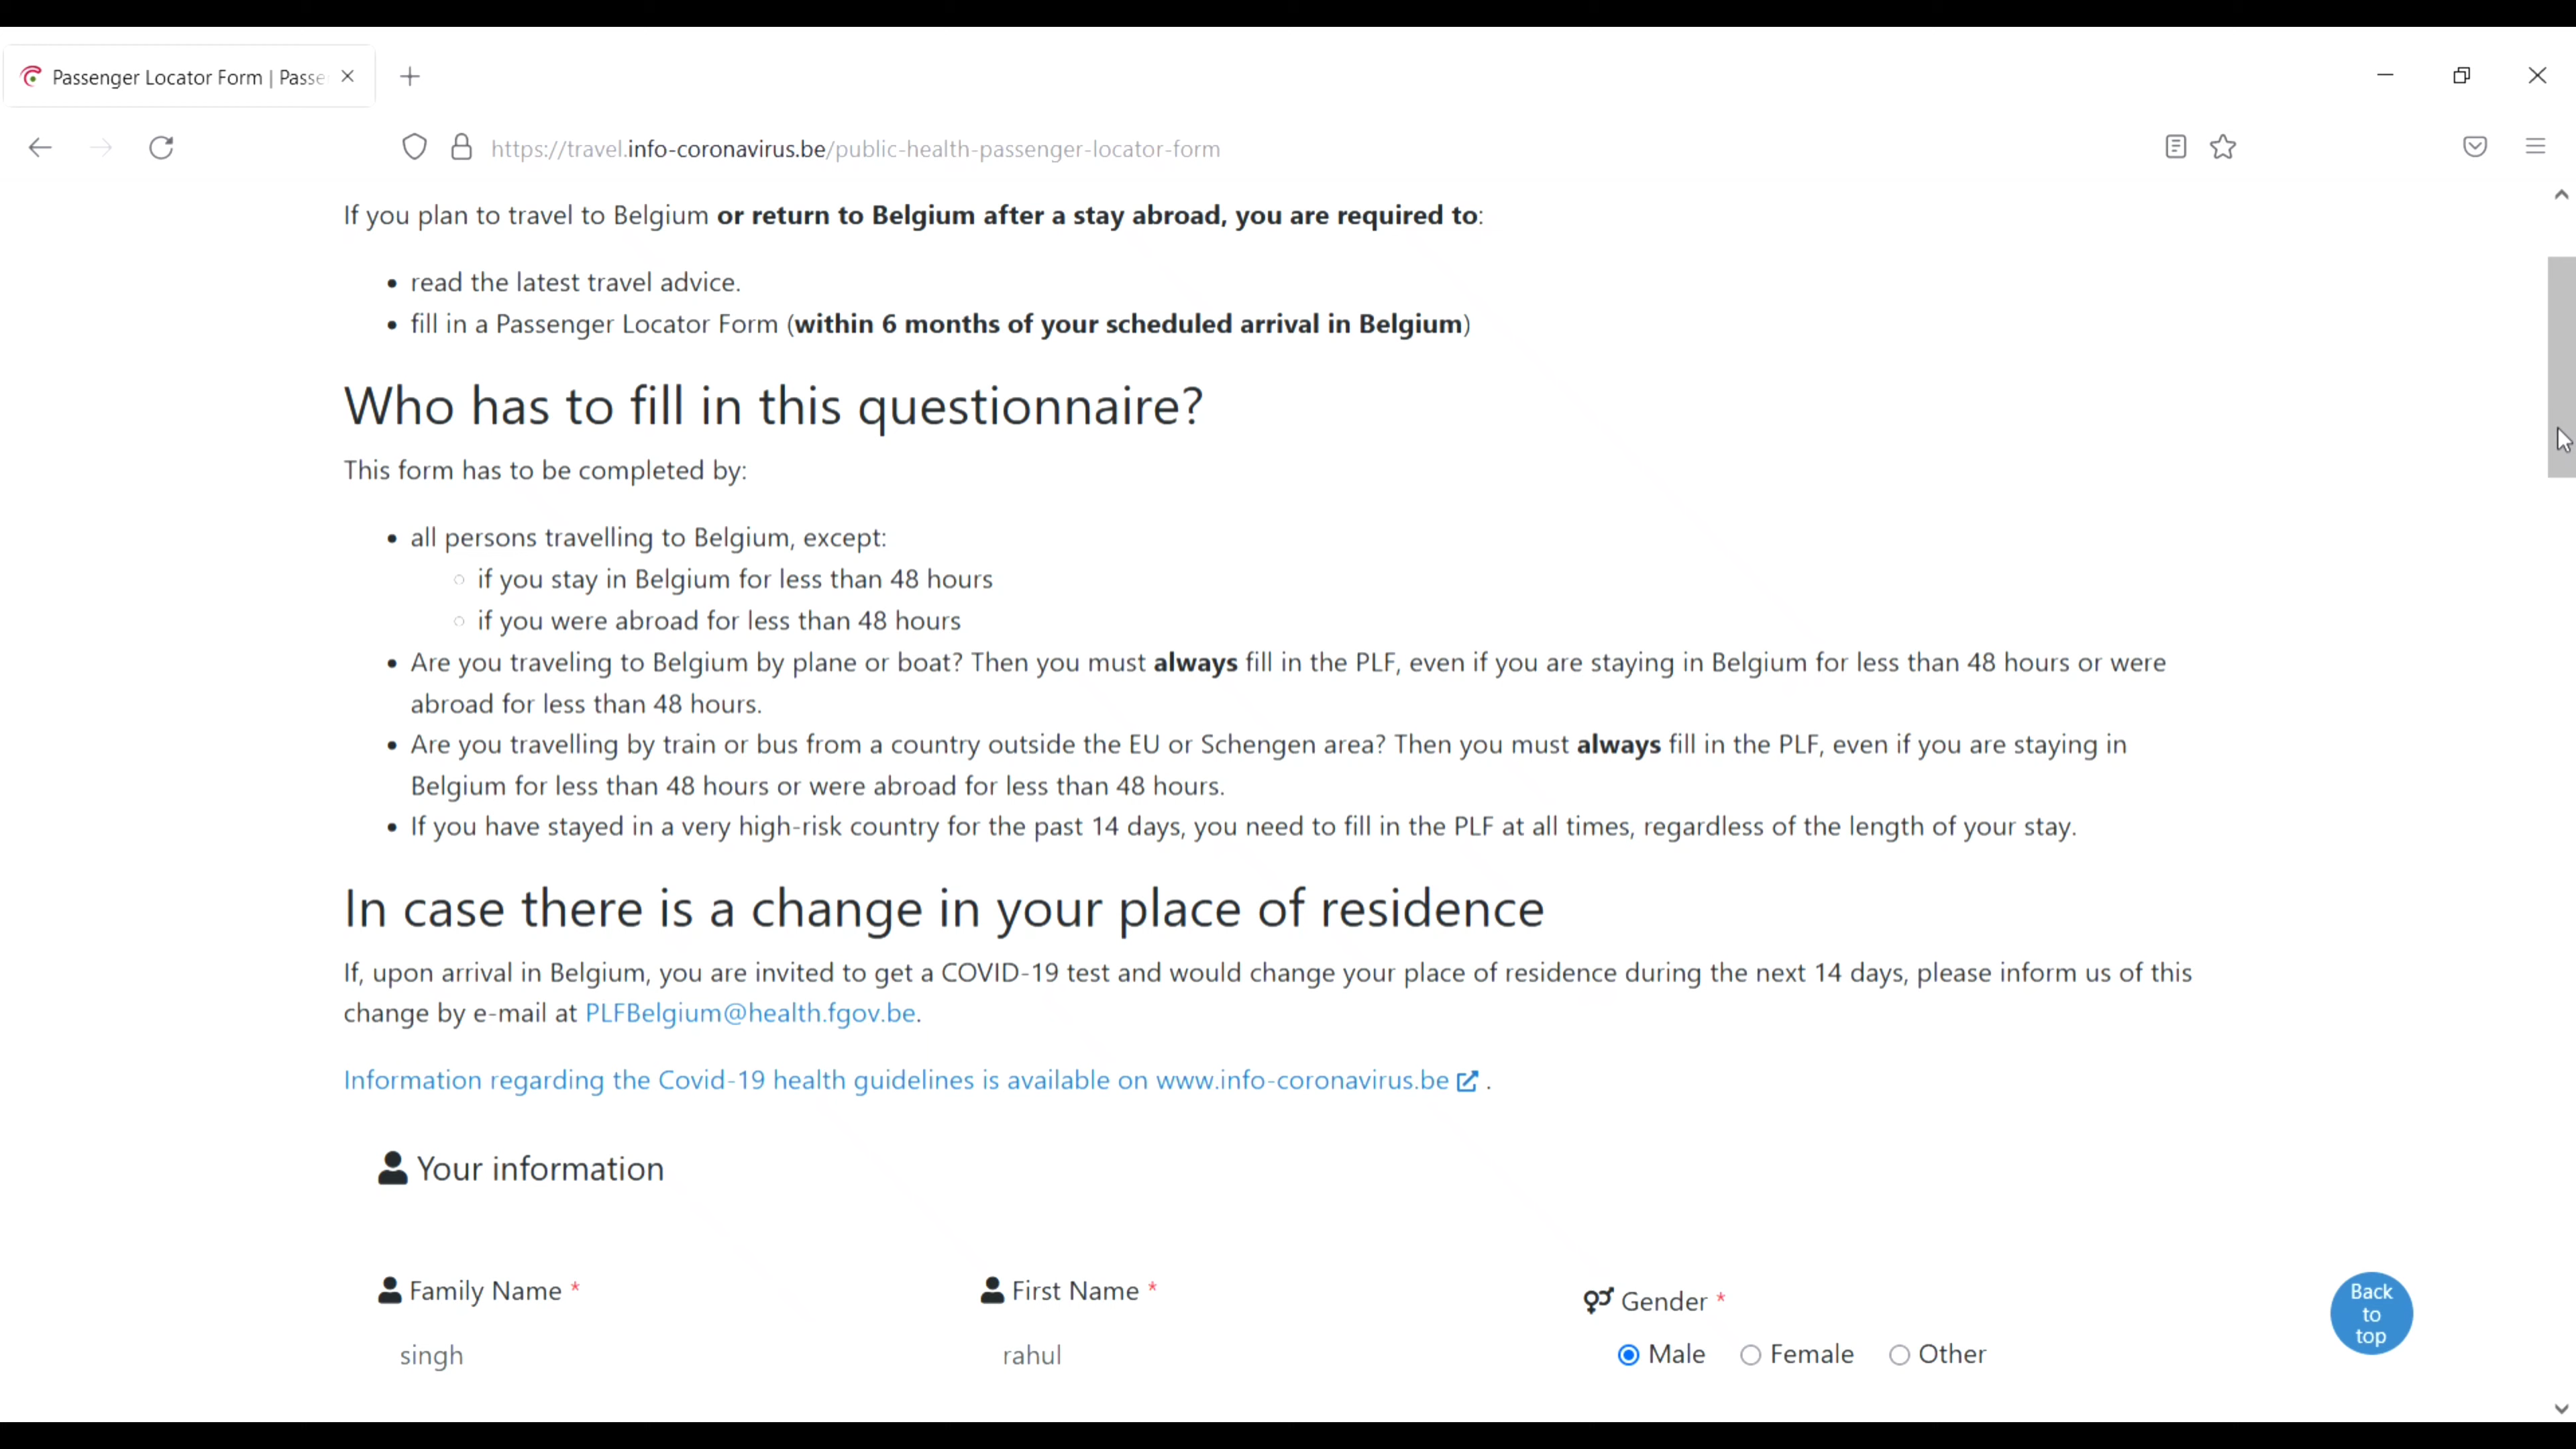 Passenger Locator Form | Passe
https://travel.info-coronavirus.be/public-health-passenger-locator-form
If you plan to travel to Belgium or return to Belgium after a stay abroad, you are required to:
• read the latest travel advice.
• fill in a Passenger Locator Form (within 6 months of your scheduled arrival in Belgium)
Who has to fill in this questionnaire?
This form has to be completed by:
• all persons travelling to Belgium, except:
○ if you stay in Belgium for less than 48 hours
○ if you were abroad for less than 48 hours
• Are you traveling to Belgium by plane or boat? Then you must always fill in the PLF, even if you are staying in Belgium for less than 48 hours or were
abroad for less than 48 hours.
• Are you travelling by train or bus from a country outside the EU or Schengen area? Then you must always fill in the PLF, even if you are staying in
Belgium for less than 48 hours or were abroad for less than 48 hours.
• If you have stayed in a very high-risk country for the past 14 days, you need to fill in the PLF at all times, regardless of the length of your stay.
In case there is a change in your place of residence
If, upon arrival in Belgium, you are invited to get a COVID-19 test and would change your place of residence during the next 14 days, please inform us of this
change by e-mail at PLFBelgium@health.fgov.be.
Information regarding the Covid-19 health guidelines is available on www.info-coronavirus.be .
Your information
Family Name *
First Name *
Gender *
singh
rahul
Male Female Other
Back
to
top